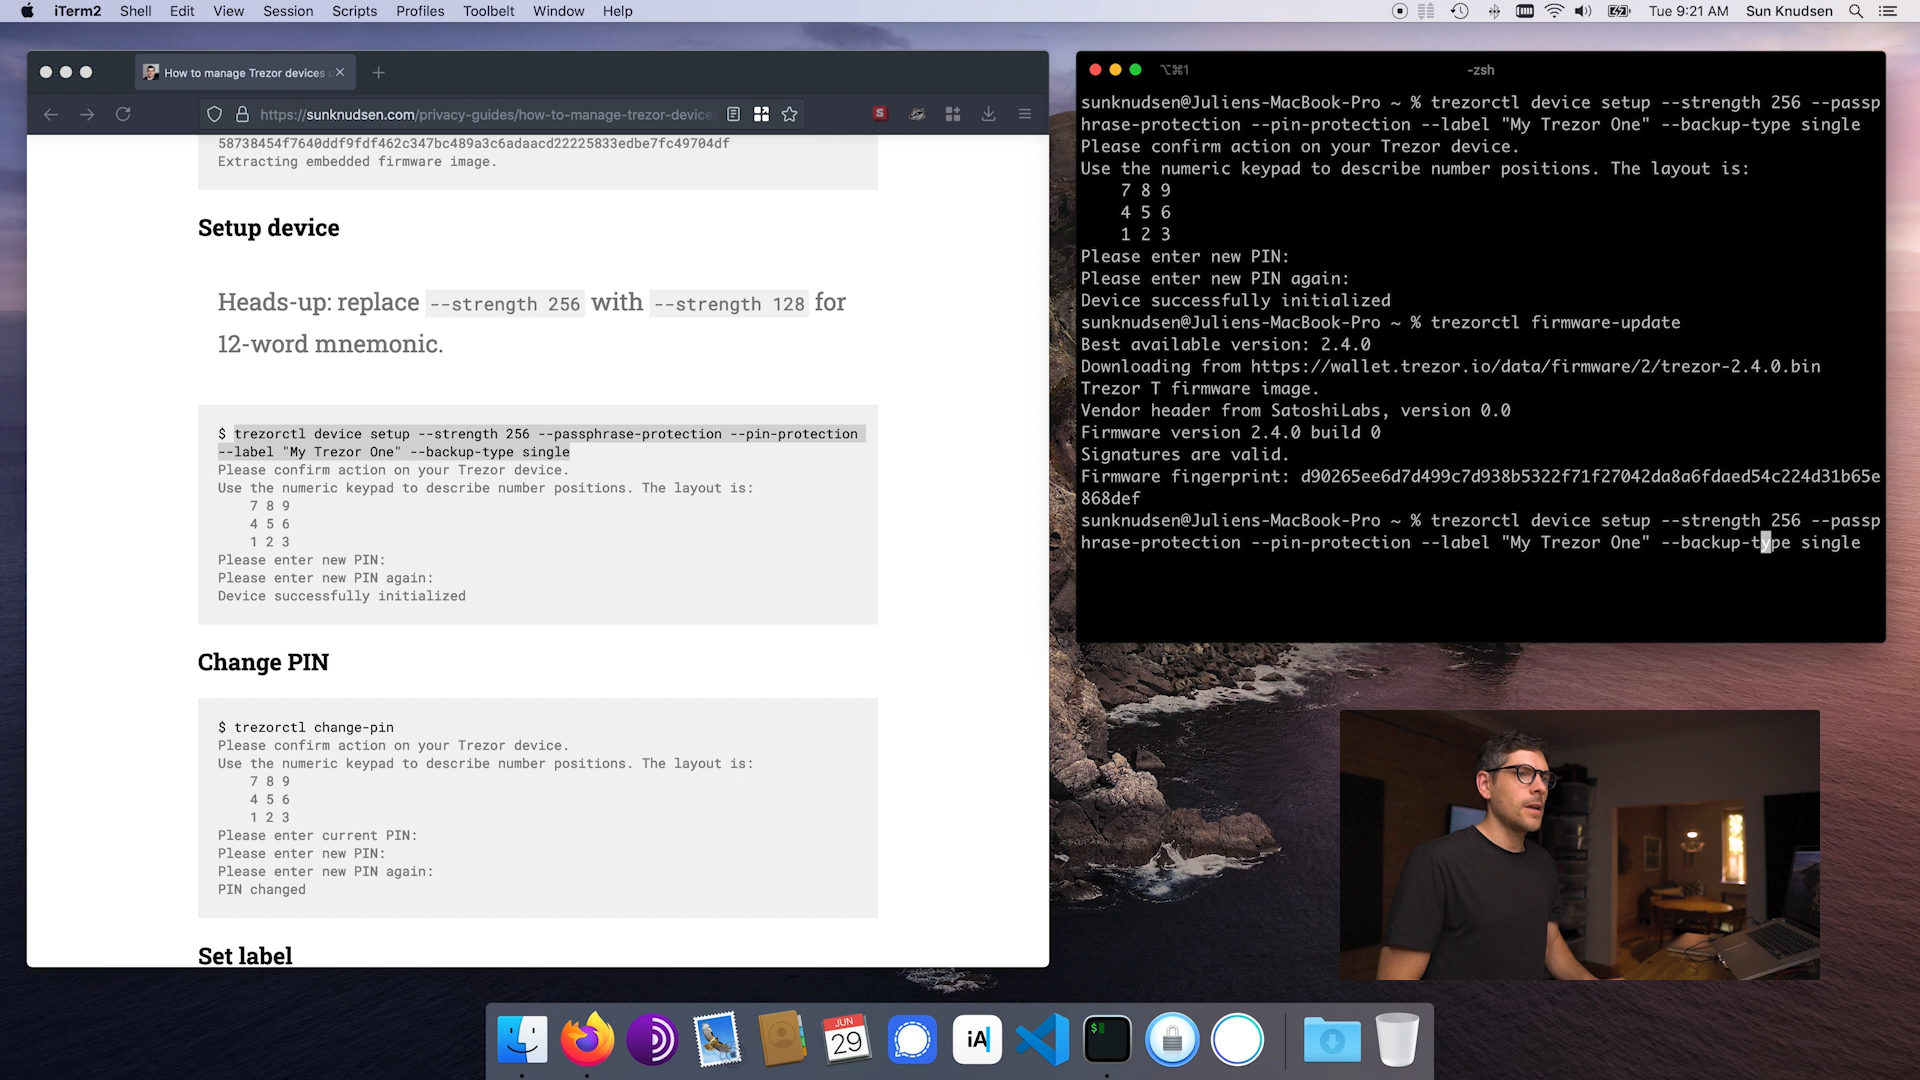 iTerm2 Shell Edit View Session Scripts Profiles Toolbelt Window Help Tue 9:21 AM Sun Knudsen
How to manage Trezor devices
https://sunknudsen.com/privacy-guides/how-to-manage-trezor-device
58738454f7640ddf9fdf462c347bc489a3c6adaacd22225833edbe7fc49704df
Extracting embedded firmware image.
Setup device
Heads-up: replace --strength 256 with --strength 128 for
12-word mnemonic.
$ trezorctl device setup --strength 256 --passphrase-protection --pin-protection
--label "My Trezor One" --backup-type single
Please confirm action on your Trezor device.
Use the numeric keypad to describe number positions. The layout is:
7 8 9
4 5 6
1 2 3
Please enter new PIN:
Please enter new PIN again:
Device successfully initialized
Change PIN
$ trezorctl change-pin
Please confirm action on your Trezor device.
Use the numeric keypad to describe number positions. The layout is:
7 8 9
4 5 6
1 2 3
Please enter current PIN:
Please enter new PIN:
Please enter new PIN again:
PIN changed
Set label
⌥⌘1 -zsh
sunknudsen@Juliens-MacBook-Pro ~ % trezorctl device setup --strength 256 --passp
hrase-protection --pin-protection --label "My Trezor One" --backup-type single
Please confirm action on your Trezor device.
Use the numeric keypad to describe number positions. The layout is:
7 8 9
4 5 6
1 2 3
Please enter new PIN:
Please enter new PIN again:
Device successfully initialized
sunknudsen@Juliens-MacBook-Pro ~ % trezorctl firmware-update
Best available version: 2.4.0
Downloading from https://wallet.trezor.io/data/firmware/2/trezor-2.4.0.bin
Trezor T firmware image.
Vendor header from SatoshiLabs, version 0.0
Firmware version 2.4.0 build 0
Signatures are valid.
Firmware fingerprint: d90265ee6d7d499c7d938b5322f71f27042da8a6fdaed54c224d31b65e
868def
sunknudsen@Juliens-MacBook-Pro ~ % trezorctl device setup --strength 256 --passp
hrase-protection --pin-protection --label "My Trezor One" --backup-type single
JUN
29
iA
$
S